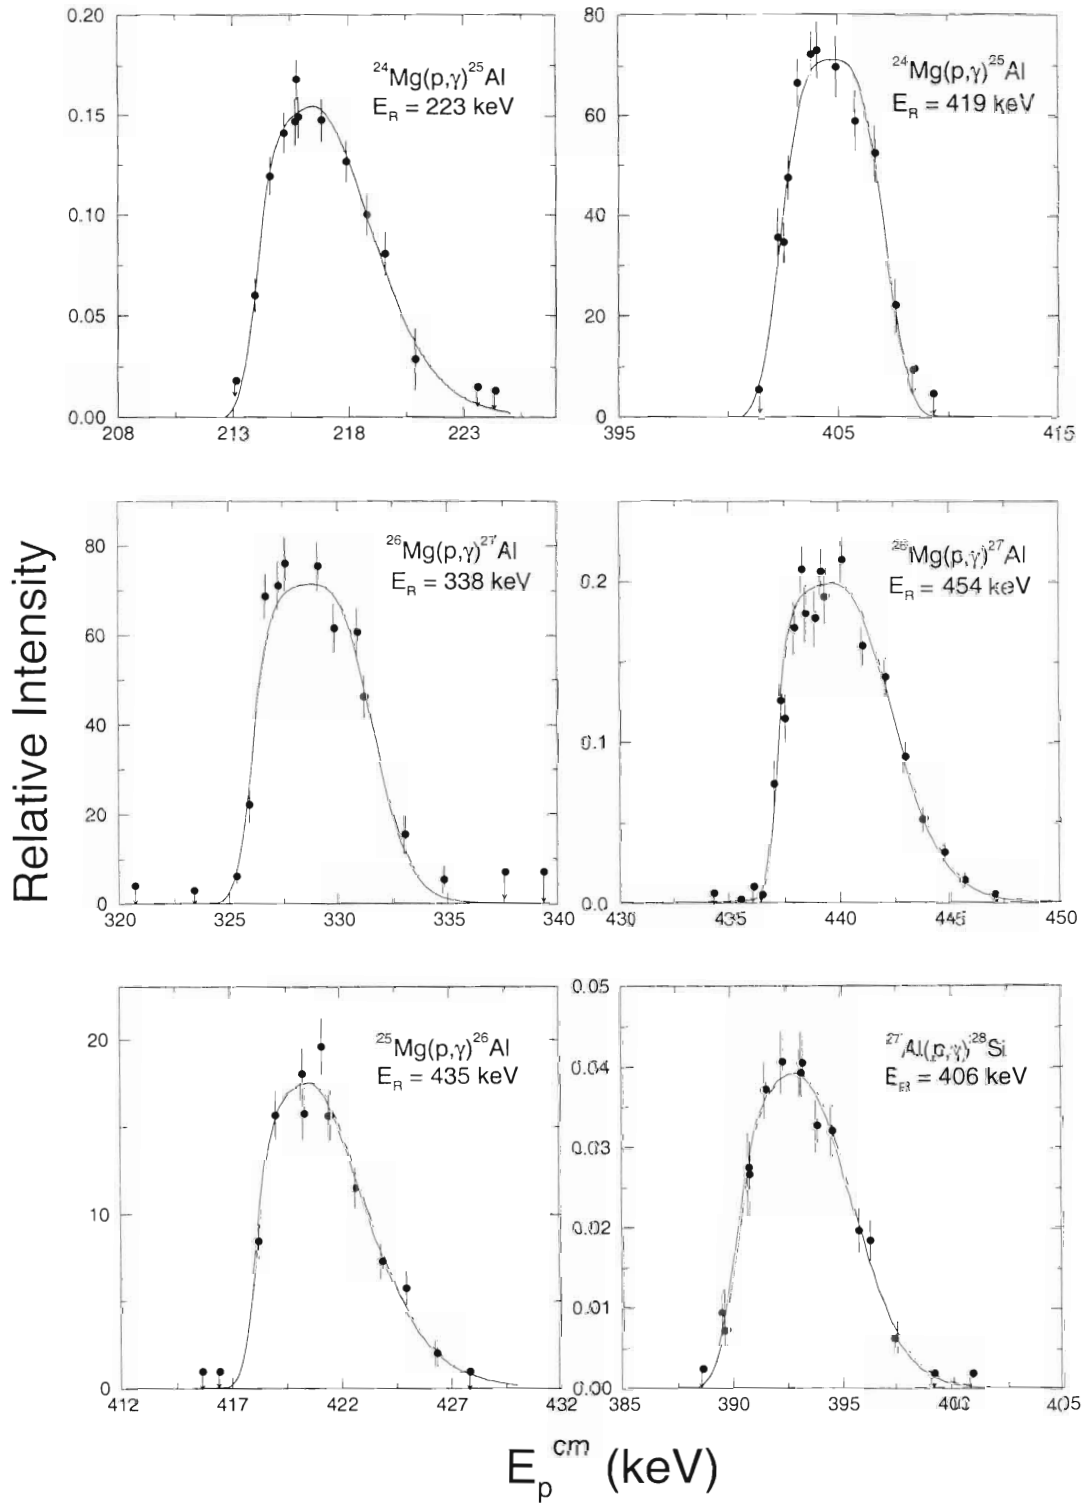 Relative Intensity
0.20
0.15
0.10
0.05
0.00
²⁴Mg(p,γ)²⁵Al
E_R = 223 keV
208 213 218 223
80
60
40
20
0
²⁴Mg(p,γ)²⁵Al
E_R = 419 keV
395 405 415
80
60
40
20
0
²⁶Mg(p,γ)²⁷Al
E_R = 338 keV
320 325 330 335 340
0.2
0.1
0.0
²⁶Mg(p,γ)²⁷Al
E_R = 454 keV
430 435 440 445 450
20
10
0
²⁵Mg(p,γ)²⁶Al
E_R = 435 keV
412 417 422 427 432
0.05
0.04
0.03
0.02
0.01
0.00
²⁷Al(p,γ)²⁸Si
E_R = 406 keV
385 390 395 400 405
E_p^cm (keV)